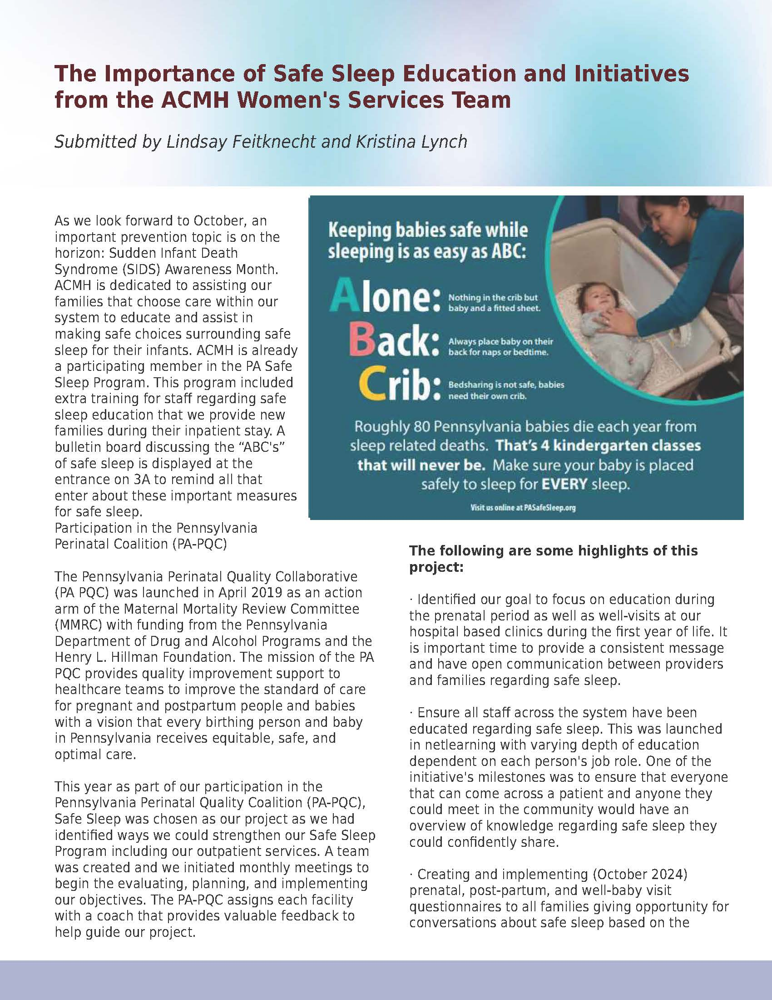 The Importance of Safe Sleep Education and Initiatives
from the ACMH Women's Services Team
Submitted by Lindsay Feitknecht and Kristina Lynch
As we look forward to October, an
important prevention topic is on the
horizon: Sudden Infant Death
Syndrome (SIDS) Awareness Month.
ACMH is dedicated to assisting our
families that choose care within our
system to educate and assist in
making safe choices surrounding safe
sleep for their infants. ACMH is already
a participating member in the PA Safe
Sleep Program. This program included
extra training for staff regarding safe
sleep education that we provide new
families during their inpatient stay. A
bulletin board discussing the “ABC's”
of safe sleep is displayed at the
entrance on 3A to remind all that
enter about these important measures
for safe sleep.
Participation in the Pennsylvania
Perinatal Coalition (PA-PQC)
The Pennsylvania Perinatal Quality Collaborative
(PA PQC) was launched in April 2019 as an action
arm of the Maternal Mortality Review Committee
(MMRC) with funding from the Pennsylvania
Department of Drug and Alcohol Programs and the
Henry L. Hillman Foundation. The mission of the PA
PQC provides quality improvement support to
healthcare teams to improve the standard of care
for pregnant and postpartum people and babies
with a vision that every birthing person and baby
in Pennsylvania receives equitable, safe, and
optimal care.
This year as part of our participation in the
Pennsylvania Perinatal Quality Coalition (PA-PQC),
Safe Sleep was chosen as our project as we had
identified ways we could strengthen our Safe Sleep
Program including our outpatient services. A team
was created and we initiated monthly meetings to
begin the evaluating, planning, and implementing
our objectives. The PA-PQC assigns each facility
with a coach that provides valuable feedback to
help guide our project.
Keeping babies safe while
sleeping is as easy as ABC:
Alone: Nothing in the crib but
baby and a fitted sheet.
Back: Always place baby on their
back for naps or bedtime.
Crib: Bedsharing is not safe, babies
need their own crib.
Roughly 80 Pennsylvania babies die each year from
sleep related deaths. That's 4 kindergarten classes
that will never be. Make sure your baby is placed
safely to sleep for EVERY sleep.
Visit us online at PASafeSleep.org
The following are some highlights of this
project:
· Identified our goal to focus on education during
the prenatal period as well as well-visits at our
hospital based clinics during the first year of life. It
is important time to provide a consistent message
and have open communication between providers
and families regarding safe sleep.
· Ensure all staff across the system have been
educated regarding safe sleep. This was launched
in netlearning with varying depth of education
dependent on each person's job role. One of the
initiative's milestones was to ensure that everyone
that can come across a patient and anyone they
could meet in the community would have an
overview of knowledge regarding safe sleep they
could confidently share.
· Creating and implementing (October 2024)
prenatal, post-partum, and well-baby visit
questionnaires to all families giving opportunity for
conversations about safe sleep based on the